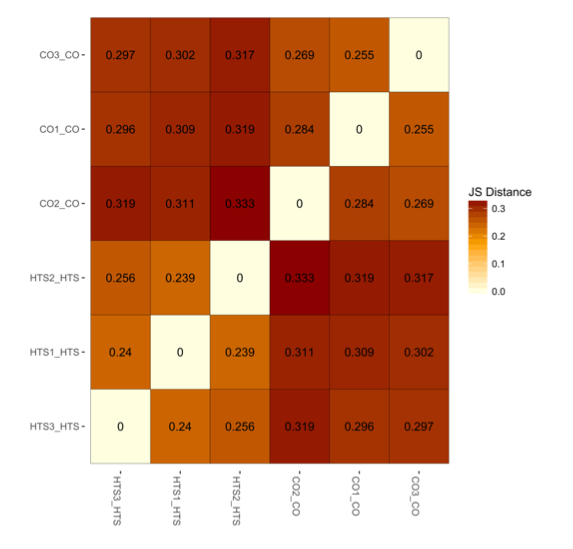 CO3_CO 0.297 0.302 0.317 0.269 0.255 0
CO1_CO 0.296 0.309 0.319 0.284 0 0.255
CO2_CO 0.319 0.311 0.333 0 0.284 0.269
HTS2_HTS 0.256 0.239 0 0.333 0.319 0.317
HTS1_HTS 0.24 0 0.239 0.311 0.309 0.302
HTS3_HTS 0 0.24 0.256 0.319 0.296 0.297
HTS3_HTS HTS1_HTS HTS2_HTS CO2_CO CO1_CO CO3_CO
JS Distance
0.3
0.2
0.1
0.0